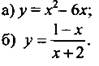 а) y = x² – 6x;
б) y = (1 – x)/(x + 2).